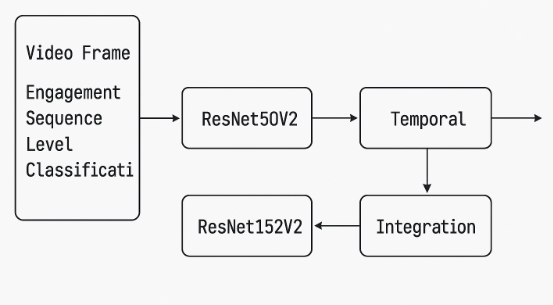 Video Frame
Engagement
Sequence
Level
Classificati
ResNet50V2
Temporal
ResNet152V2
Integration